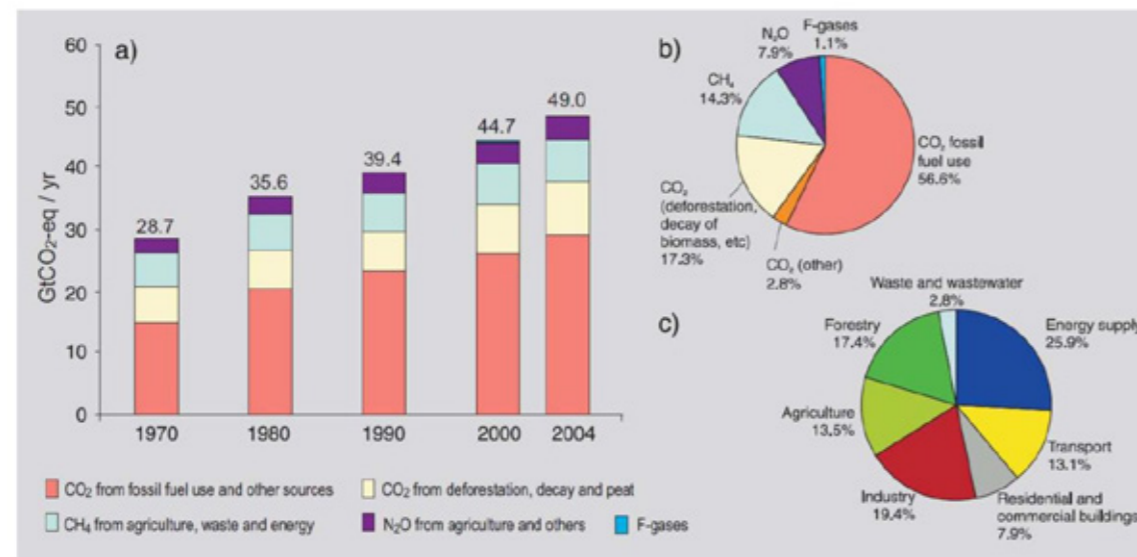 a)
60
50
40
30
20
10
0
GtCO₂-eq / yr
28.7
35.6
39.4
44.7
49.0
1970
1980
1990
2000
2004
CO₂ from fossil fuel use and other sources
CO₂ from deforestation, decay and peat
CH₄ from agriculture, waste and energy
N₂O from agriculture and others
F-gases
b)
F-gases
1.1%
N₂O
7.9%
CH₄
14.3%
CO₂ fossil
fuel use
56.6%
CO₂
(deforestation,
decay of
biomass, etc)
17.3%
CO₂ (other)
2.8%
c)
Waste and wastewater
2.8%
Forestry
17.4%
Energy supply
25.9%
Agriculture
13.5%
Transport
13.1%
Industry
19.4%
Residential and
commercial buildings
7.9%